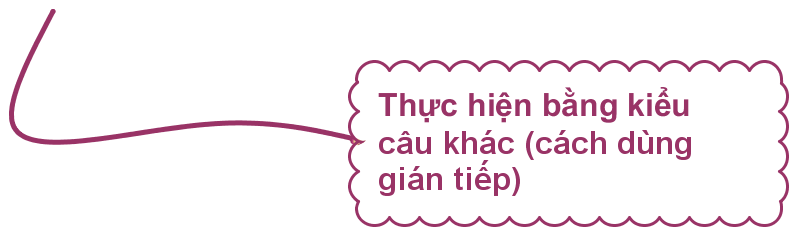 Thực hiện bằng kiểu
câu khác (cách dùng
gián tiếp)